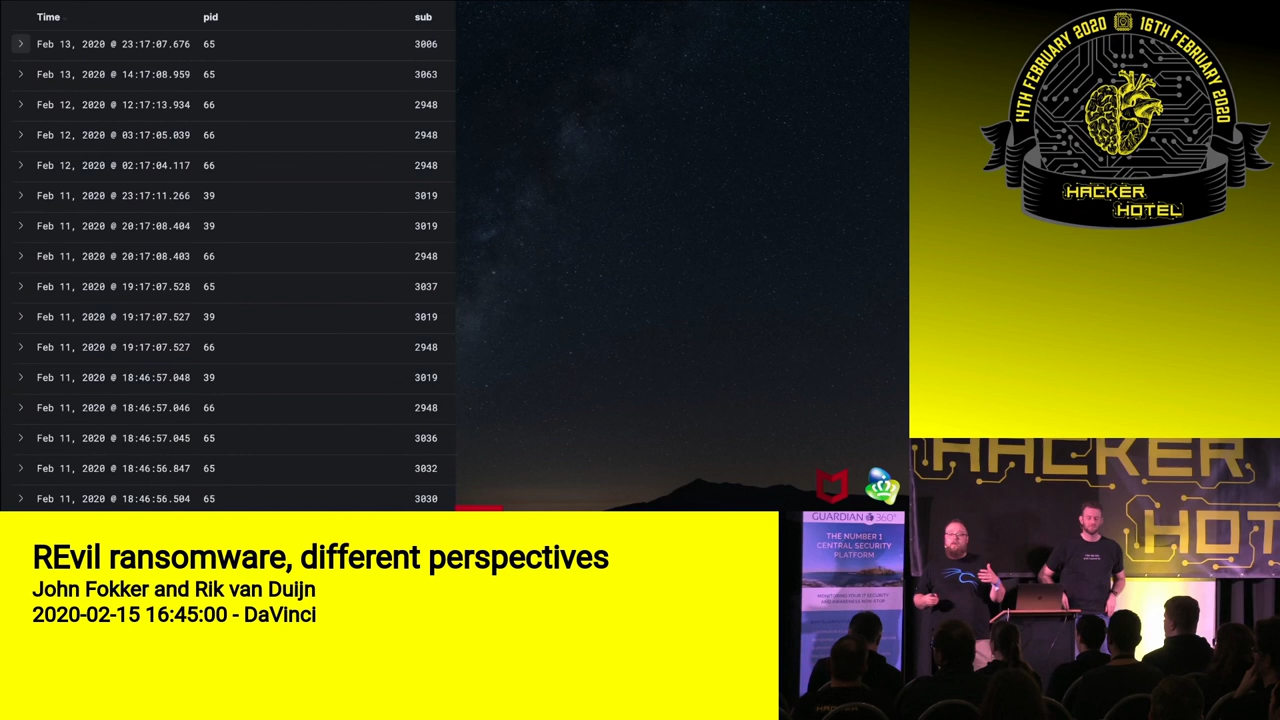 Time pid sub
Feb 13, 2020 @ 23:17:07.676 65 3006
Feb 13, 2020 @ 14:17:08.959 65 3063
Feb 12, 2020 @ 12:17:13.934 66 2948
Feb 12, 2020 @ 03:17:05.039 66 2948
Feb 12, 2020 @ 02:17:04.117 66 2948
Feb 11, 2020 @ 23:17:11.266 39 3019
Feb 11, 2020 @ 20:17:08.404 39 3019
Feb 11, 2020 @ 20:17:08.403 66 2948
Feb 11, 2020 @ 19:17:07.528 65 3037
Feb 11, 2020 @ 19:17:07.527 39 3019
Feb 11, 2020 @ 19:17:07.527 66 2948
Feb 11, 2020 @ 18:46:57.048 39 3019
Feb 11, 2020 @ 18:46:57.046 66 2948
Feb 11, 2020 @ 18:46:57.045 65 3036
Feb 11, 2020 @ 18:46:56.847 65 3032
Feb 11, 2020 @ 18:46:56.504 65 3030
14TH FEBRUARY 2020 16TH FEBRUARY 2020
HACKER
HOTEL
HACKER
HOT
GUARDIAN 360°
THE NUMBER 1
CENTRAL SECURITY
PLATFORM
REvil ransomware, different perspectives
John Fokker and Rik van Duijn
2020-02-15 16:45:00 - DaVinci